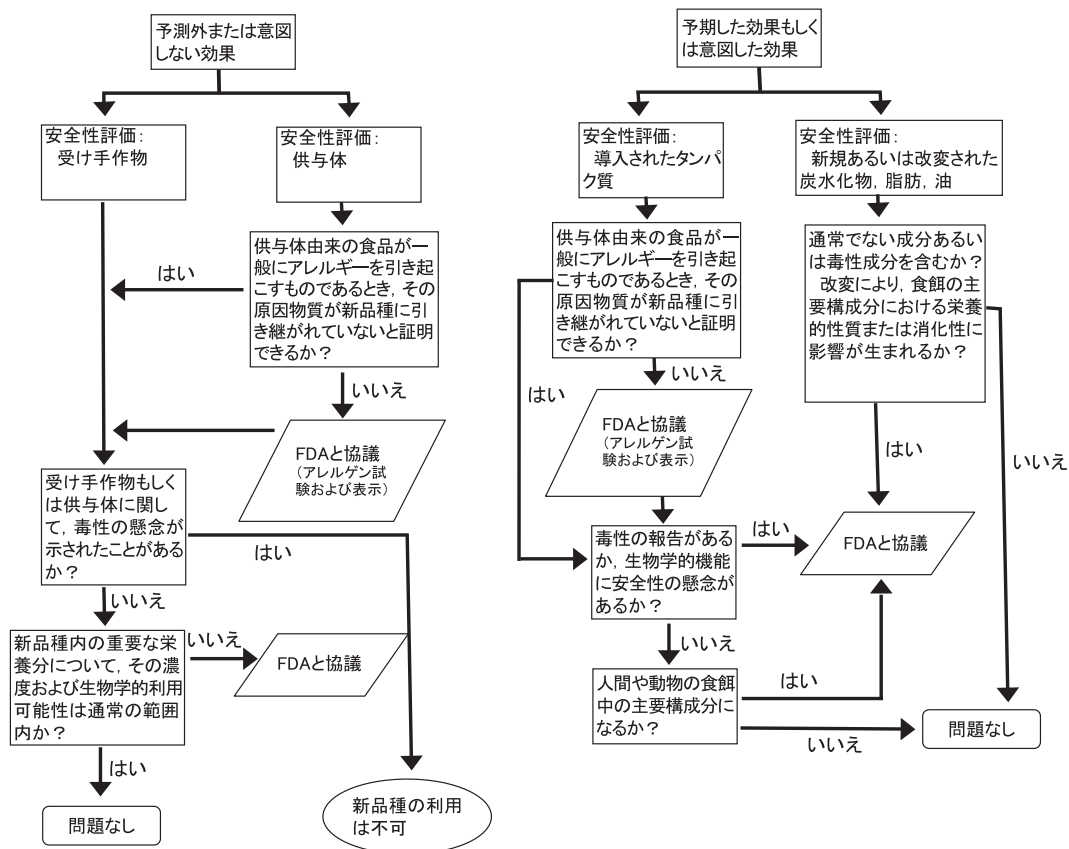 予測外または意図
しない効果
安全性評価：
受け手作物
安全性評価：
供与体
供与体由来の食品が一
般にアレルギーを引き起
こすものであるとき，その
原因物質が新品種に引
き継がれていないと証明
できるか？
はい
いいえ
FDAと協議
（アレルゲン試
験および表示）
受け手作物もしく
は供与体に関し
て，毒性の懸念が
示されたことがある
か？
はい
いいえ
新品種内の重要な栄
養分について，その濃
度および生物学的利用
可能性は通常の範囲
内か？
いいえ
FDAと協議
はい
問題なし
新品種の利用
は不可
予期した効果もしく
は意図した効果
安全性評価：
導入されたタンパ
ク質
安全性評価：
新規あるいは改変された
炭水化物，脂肪，油
供与体由来の食品が一
般にアレルギーを引き起
こすものであるとき，その
原因物質が新品種に引
き継がれていないと証明
できるか？
通常でない成分あるい
は毒性成分を含むか？
改変により，食餌の主
要構成分における栄養
的性質または消化性に
影響が生まれるか？
はい
いいえ
FDAと協議
（アレルゲン試
験および表示）
はい
いいえ
毒性の報告がある
か，生物学的機能
に安全性の懸念が
あるか？
はい
FDAと協議
いいえ
人間や動物の食餌
中の主要構成分に
なるか？
はい
いいえ
問題なし